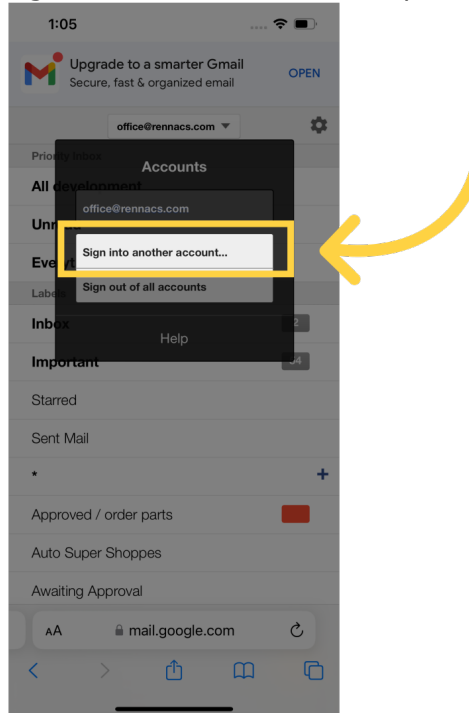 1:05
Upgrade to a smarter Gmail
Secure, fast & organized email
OPEN
office@rennacs.com
Priority Inbox
Accounts
All development
office@rennacs.com
Sign into another account...
Sign out of all accounts
Labels
Inbox
2
Help
Important
Starred
Sent Mail
*
+
Approved / order parts
Auto Super Shoppes
Awaiting Approval
AA
mail.google.com